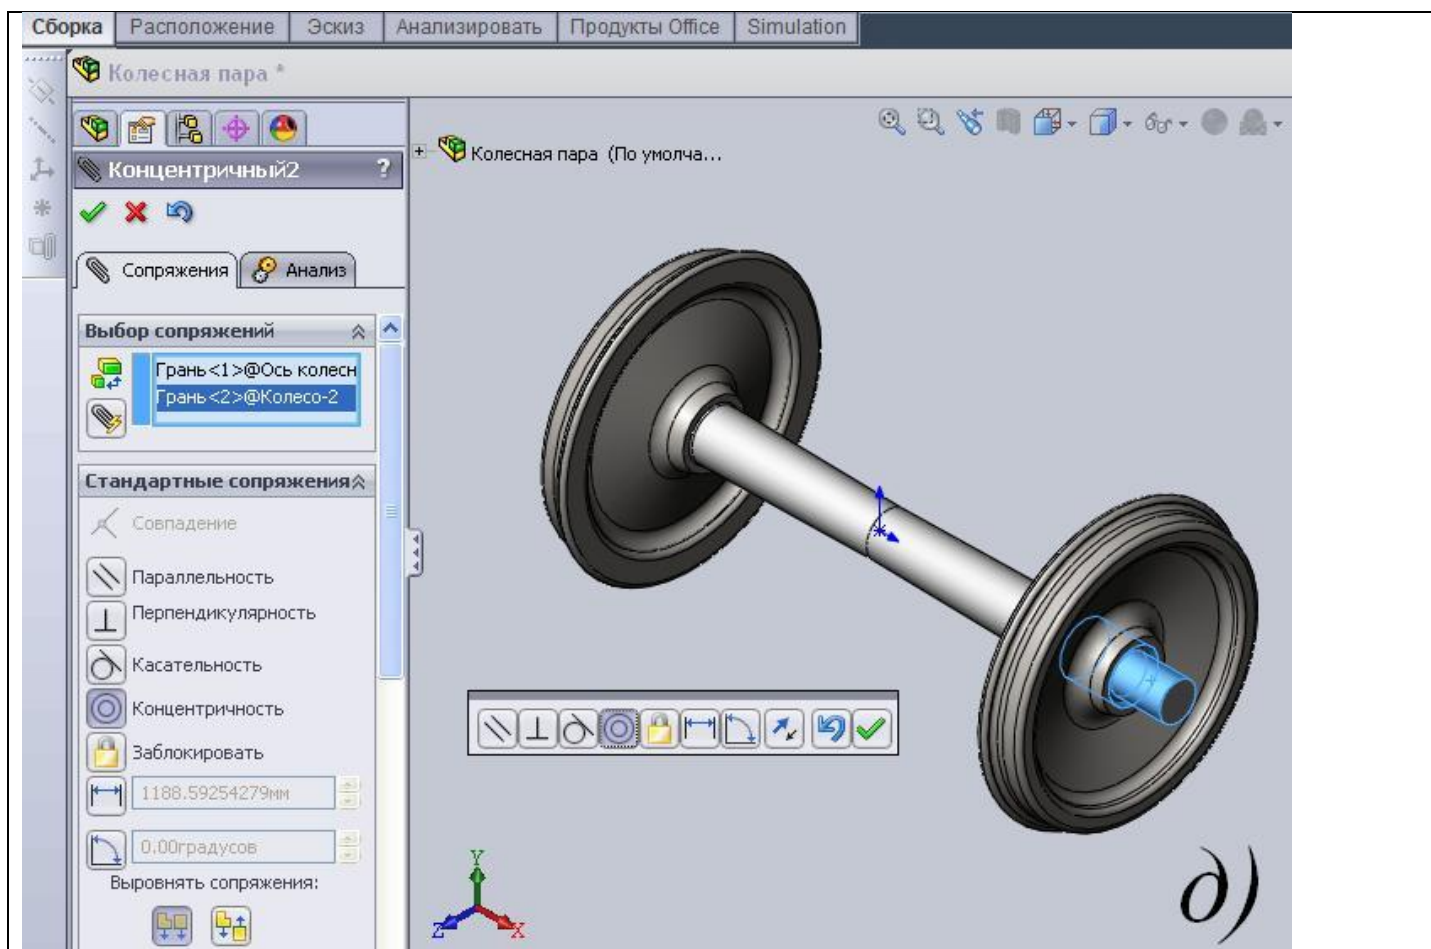 Сборка Расположение Эскиз Анализировать Продукты Office Simulation
Колесная пара *
Колесная пара (По умолча...
Концентричный2 ?
Сопряжения Анализ
Выбор сопряжений
Грань<1>@Ось колесн
Грань<2>@Колесо-2
Стандартные сопряжения
Совпадение
Параллельность
Перпендикулярность
Касательность
Концентричность
Заблокировать
1188.59254279мм
0.00градусов
Выровнять сопряжения:
Y
Z X
д)